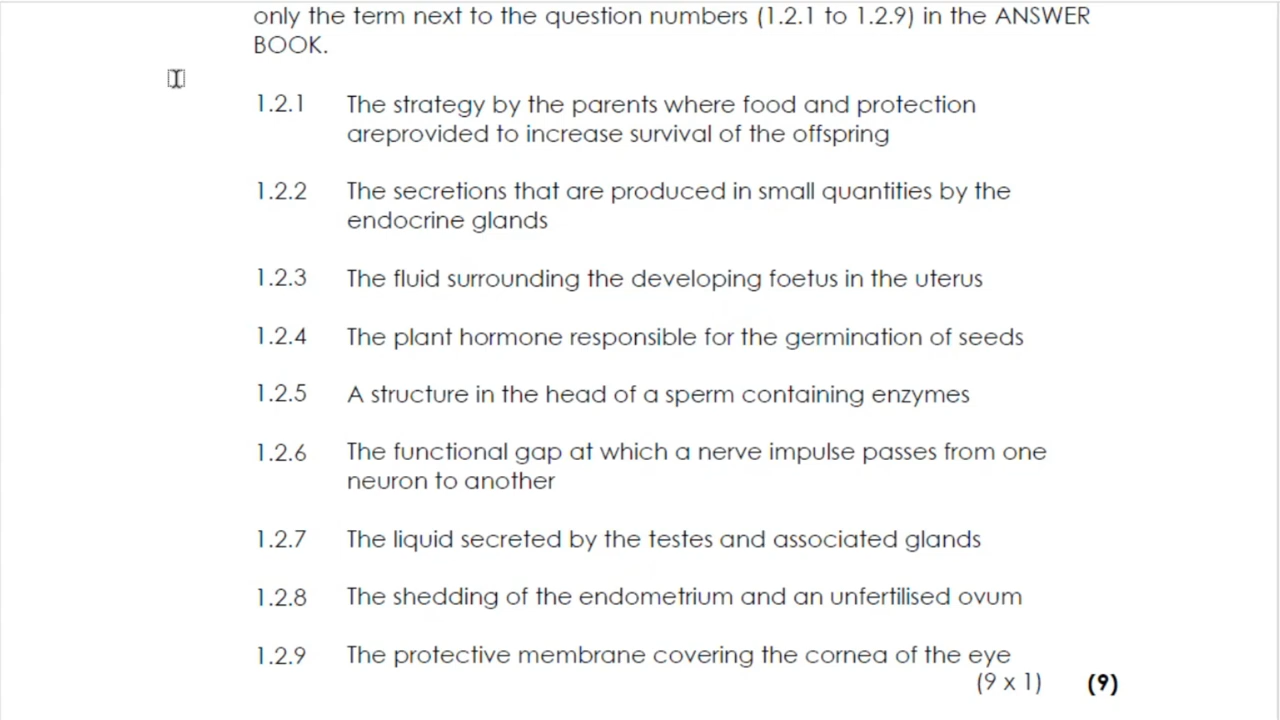 only the term next to the question numbers (1.2.1 to 1.2.9) in the ANSWER
BOOK.
1.2.1 The strategy by the parents where food and protection
areprovided to increase survival of the offspring
1.2.2 The secretions that are produced in small quantities by the
endocrine glands
1.2.3 The fluid surrounding the developing foetus in the uterus
1.2.4 The plant hormone responsible for the germination of seeds
1.2.5 A structure in the head of a sperm containing enzymes
1.2.6 The functional gap at which a nerve impulse passes from one
neuron to another
1.2.7 The liquid secreted by the testes and associated glands
1.2.8 The shedding of the endometrium and an unfertilised ovum
1.2.9 The protective membrane covering the cornea of the eye
(9 x 1) (9)